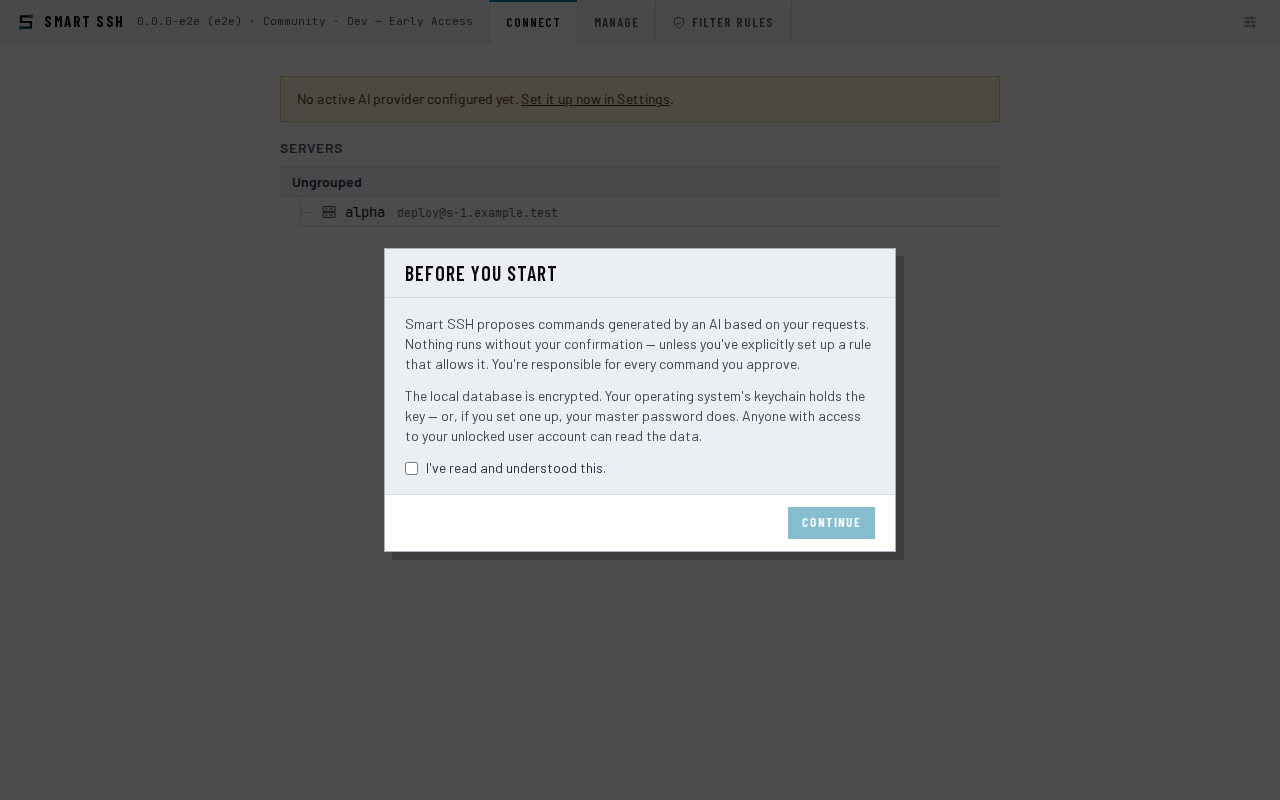 SMART SSH 0.0.0-e2e (e2e) · Community · Dev — Early Access CONNECT MANAGE FILTER RULES
No active AI provider configured yet. Set it up now in Settings.
SERVERS
Ungrouped
alpha deploy@s-1.example.test
BEFORE YOU START
Smart SSH proposes commands generated by an AI based on your requests.
Nothing runs without your confirmation — unless you've explicitly set up a rule
that allows it. You're responsible for every command you approve.
The local database is encrypted. Your operating system's keychain holds the
key — or, if you set one up, your master password does. Anyone with access
to your unlocked user account can read the data.
I've read and understood this.
CONTINUE